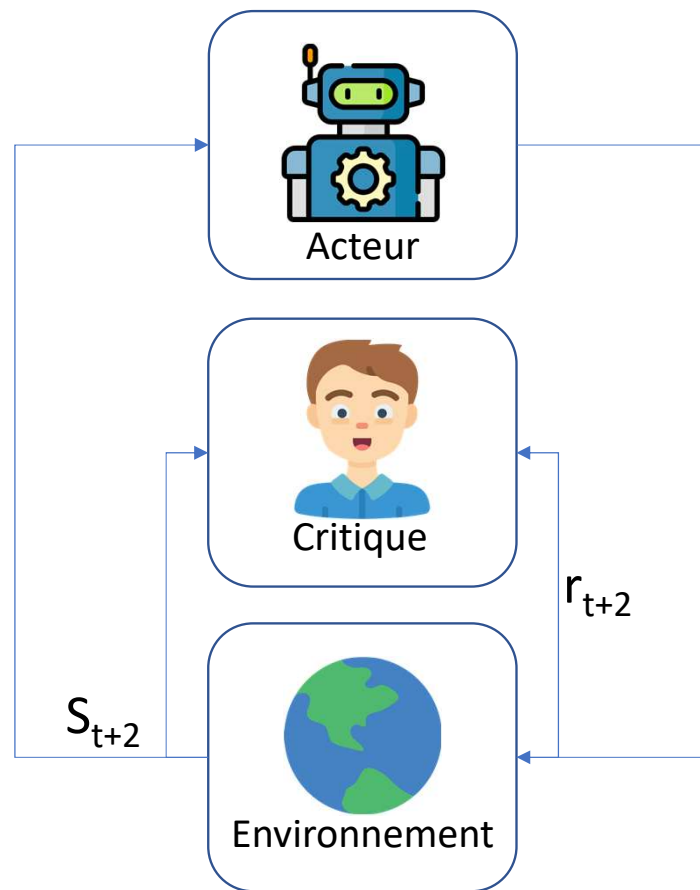 Acteur
Critique
r_{t+2}
S_{t+2}
Environnement